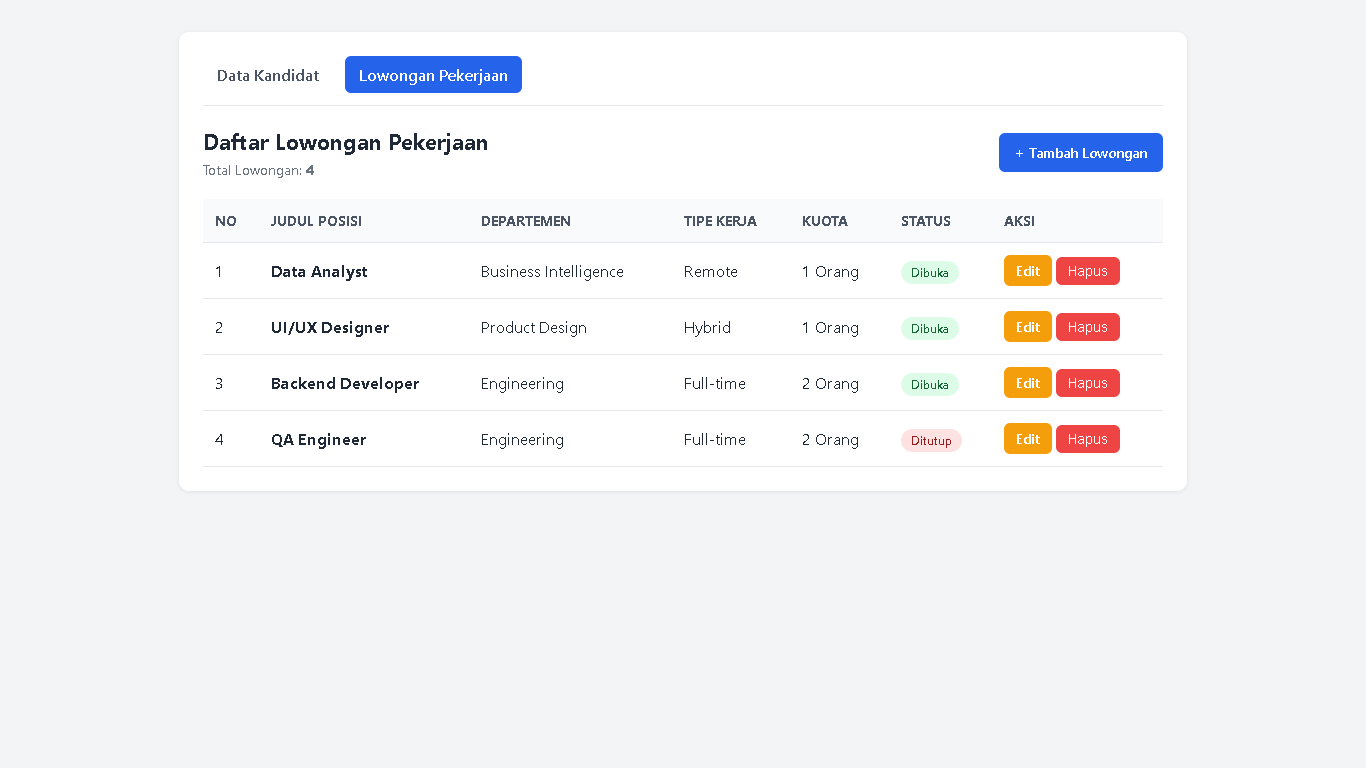 Data Kandidat Lowongan Pekerjaan
Daftar Lowongan Pekerjaan
+ Tambah Lowongan
Total Lowongan: 4
NO JUDUL POSISI DEPARTEMEN TIPE KERJA KUOTA STATUS AKSI
1 Data Analyst Business Intelligence Remote 1 Orang Dibuka Edit Hapus
2 UI/UX Designer Product Design Hybrid 1 Orang Dibuka Edit Hapus
3 Backend Developer Engineering Full-time 2 Orang Dibuka Edit Hapus
4 QA Engineer Engineering Full-time 2 Orang Ditutup Edit Hapus